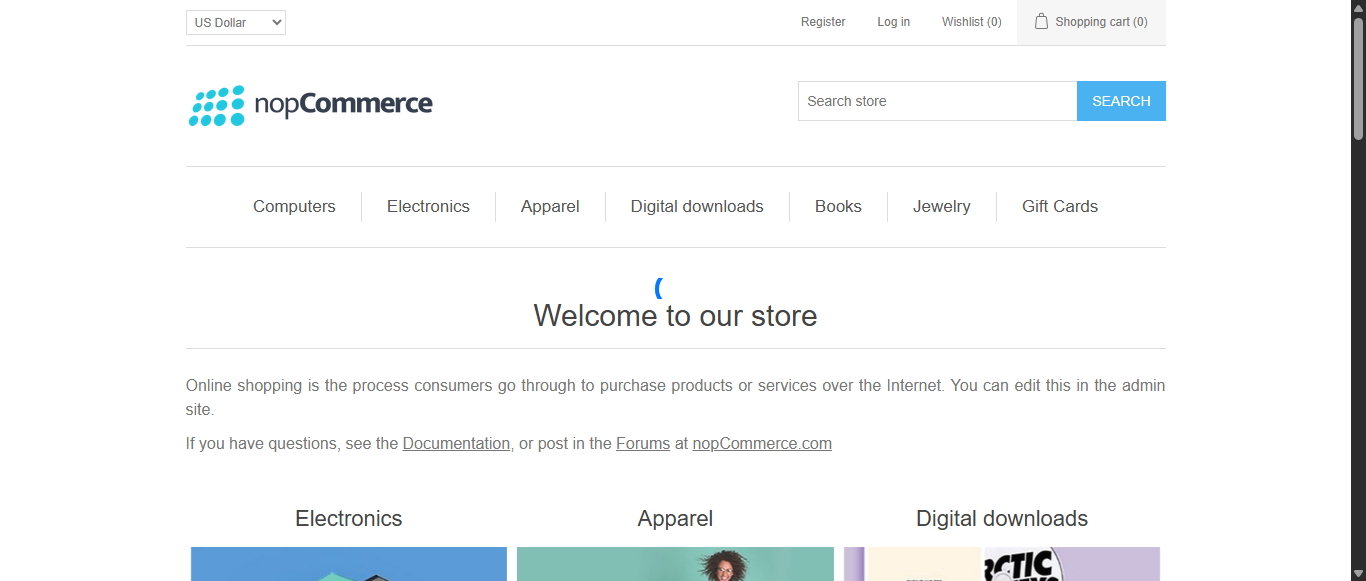 US Dollar
Register
Log in
Wishlist (0)
Shopping cart (0)
nopCommerce
Search store
SEARCH
Computers
Electronics
Apparel
Digital downloads
Books
Jewelry
Gift Cards
Welcome to our store
Online shopping is the process consumers go through to purchase products or services over the Internet. You can edit this in the admin
site.
If you have questions, see the Documentation, or post in the Forums at nopCommerce.com
Electronics
Apparel
Digital downloads